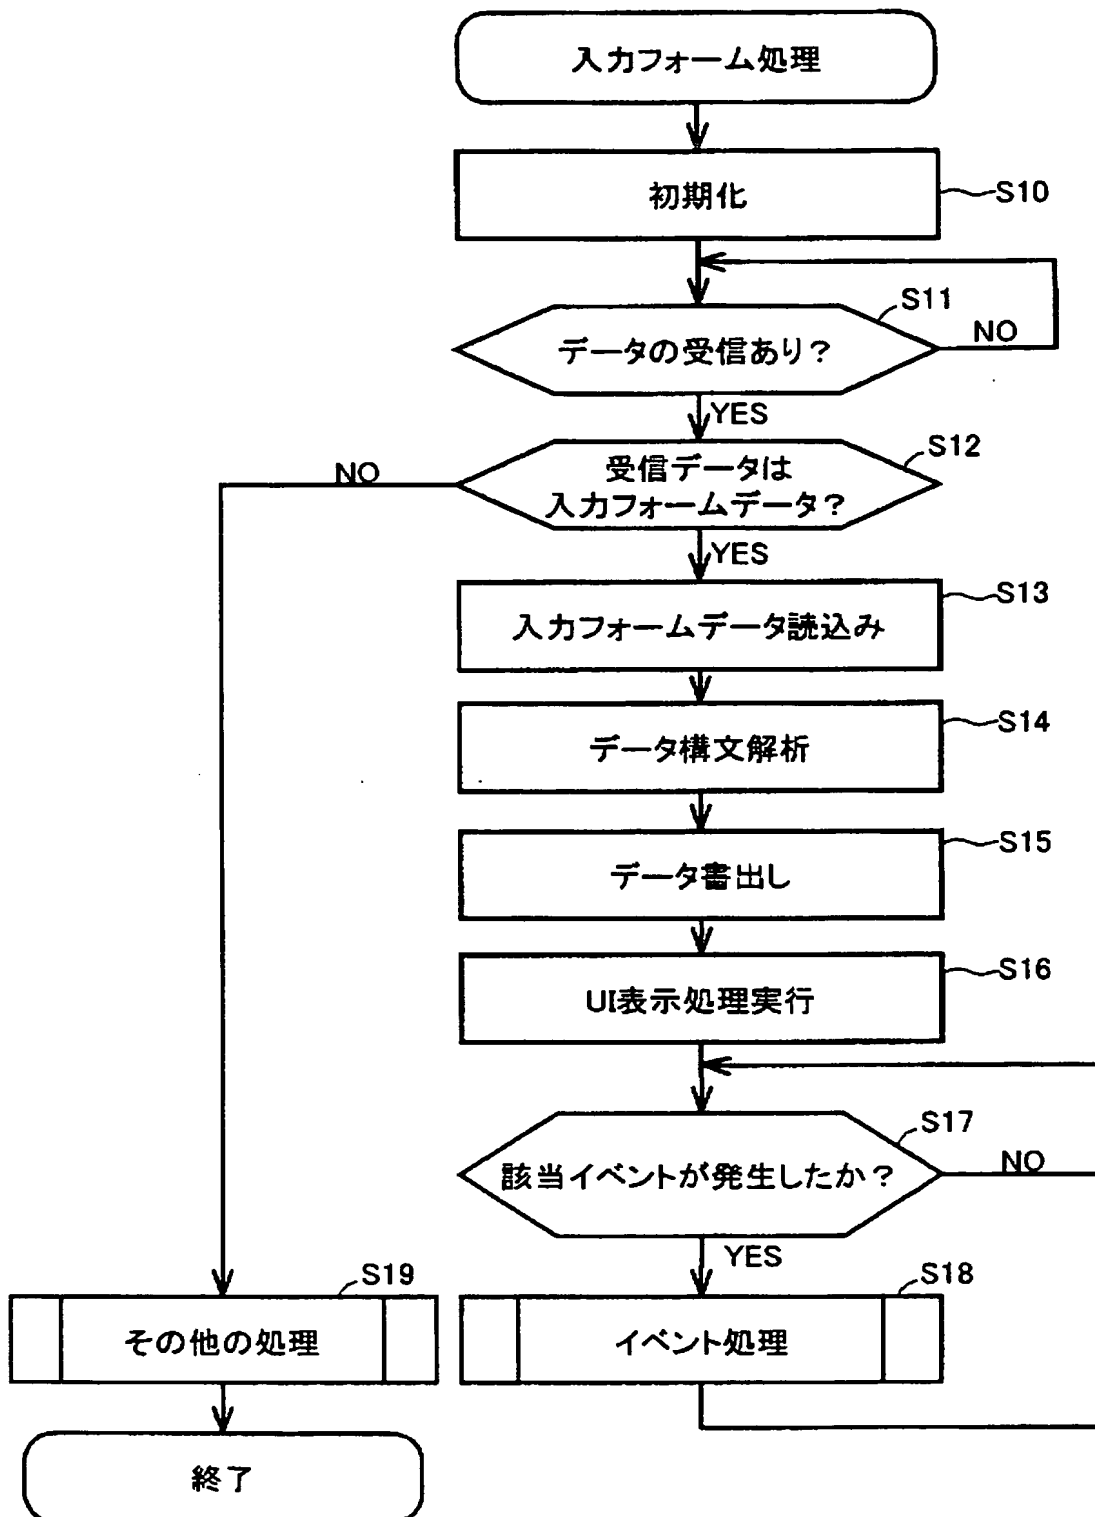 入力フォーム処理
初期化
S10
S11
データの受信あり?
NO
YES
S12
受信データは
入力フォームデータ?
NO
YES
S13
入力フォームデータ読込み
S14
データ構文解析
S15
データ書出し
S16
UI表示処理実行
S17
該当イベントが発生したか?
NO
YES
S19
その他の処理
S18
イベント処理
終了